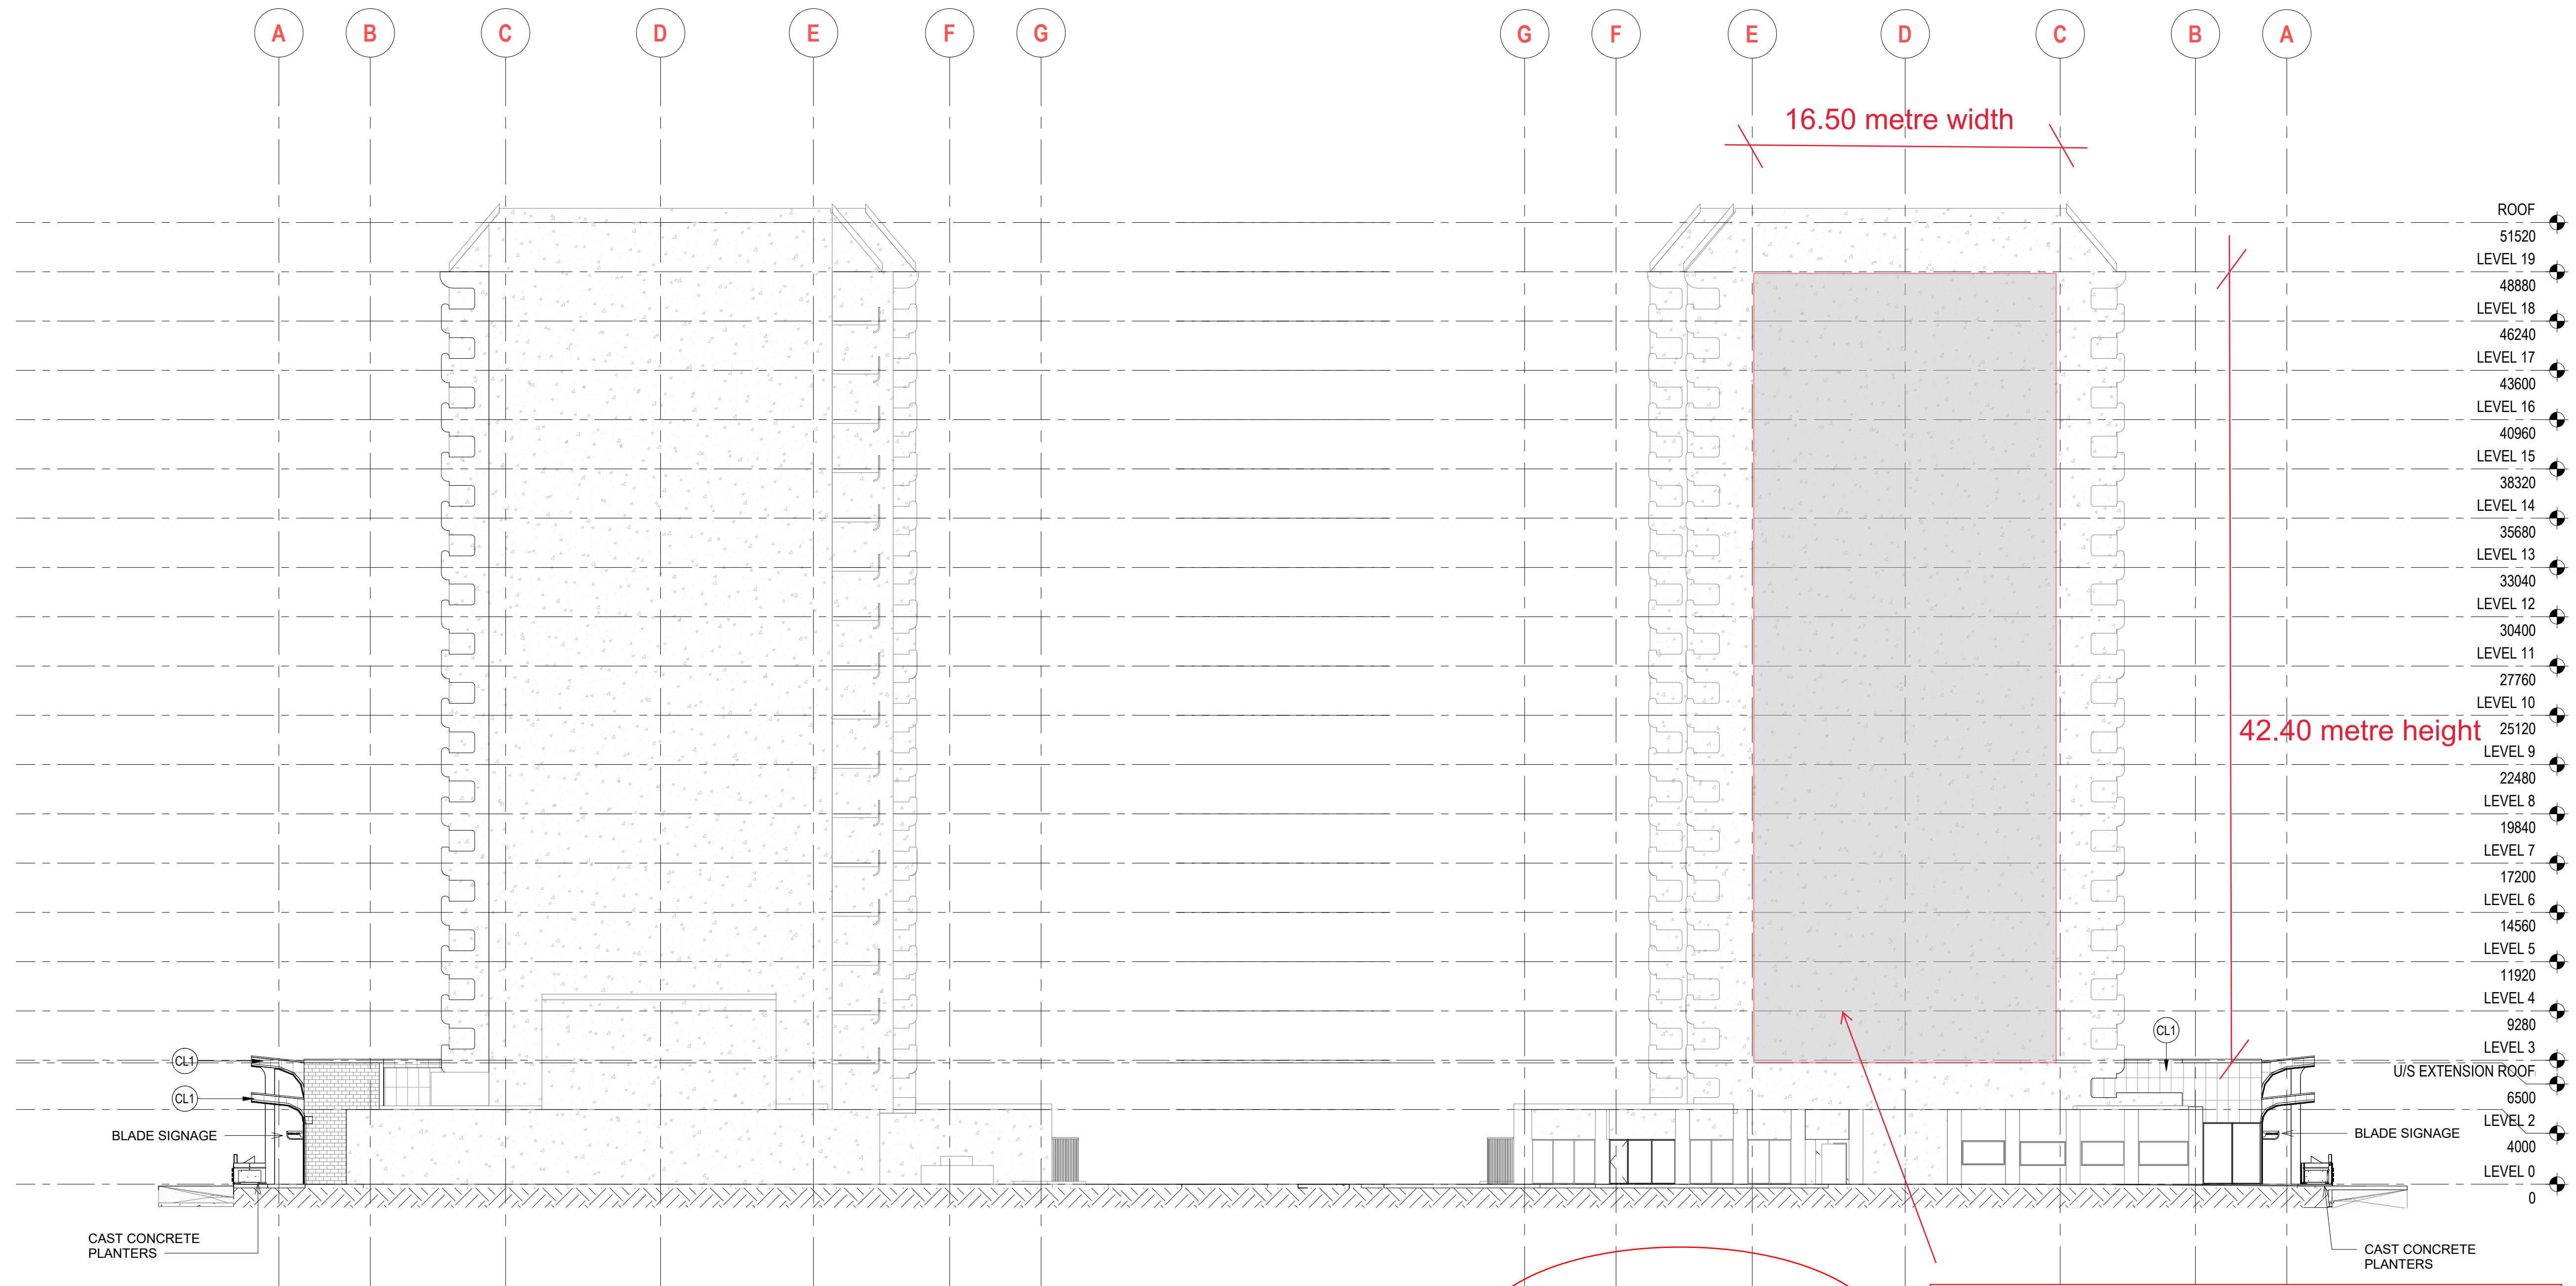 A B C D E F G
G F E D C B A
16.50 metre width
ROOF
51520
LEVEL 19
48880
LEVEL 18
46240
LEVEL 17
43600
LEVEL 16
40960
LEVEL 15
38320
LEVEL 14
35680
LEVEL 13
33040
LEVEL 12
30400
LEVEL 11
27760
LEVEL 10
25120
42.40 metre height
LEVEL 9
22480
LEVEL 8
19840
LEVEL 7
17200
LEVEL 6
14560
LEVEL 5
11920
LEVEL 4
9280
LEVEL 3
U/S EXTENSION ROOF
6500
LEVEL 2
4000
LEVEL 0
0
CL1
CL1
BLADE SIGNAGE
CAST CONCRETE
PLANTERS
CL1
BLADE SIGNAGE
CAST CONCRETE
PLANTERS